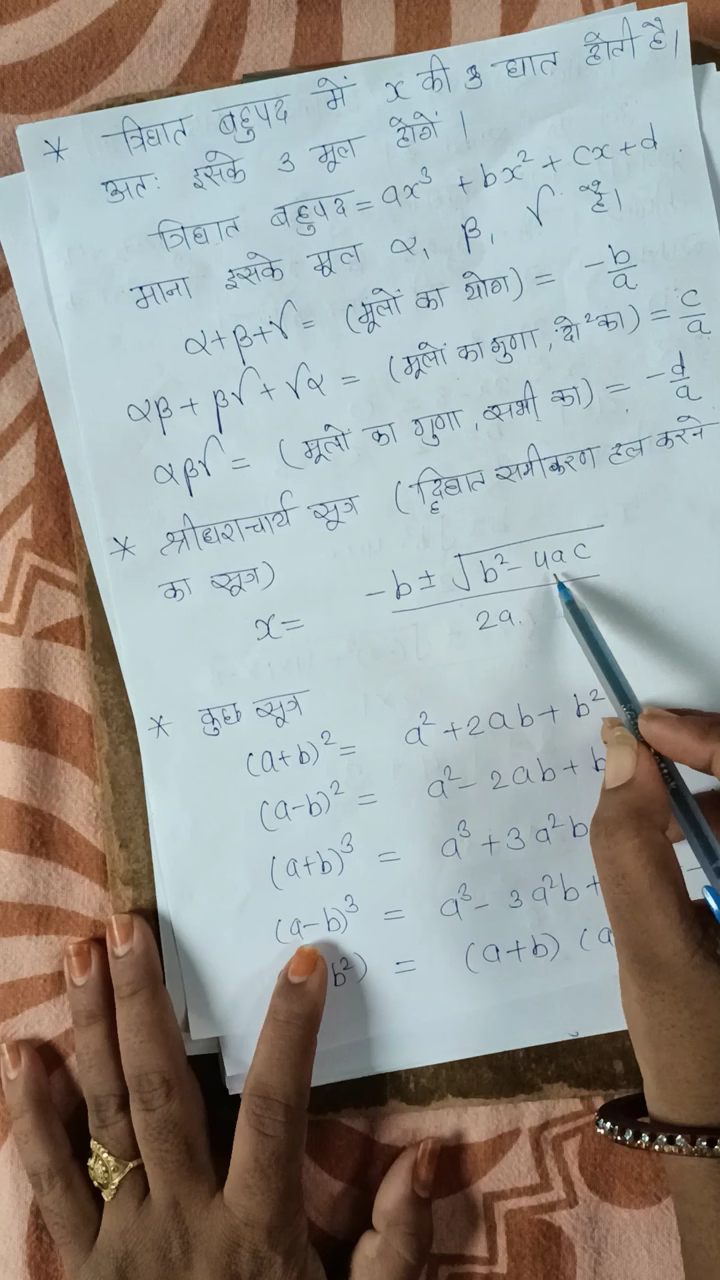 * त्रिघात बहुपद में x की 3 घात होती है।
अतः इसके 3 मूल होगें।
त्रिघात बहुपद = ax³ + bx² + cx + d
माना इसके मूल α, β, γ है।
α+β+γ = (मूलों का योग) = -b/a
αβ + βγ + γα = (मूलों का गुणा, दो² का) = c/a
αβγ = (मूलों का गुणा, सभी का) = -d/a
* श्रीधराचार्य सूत्र (द्विघात समीकरण हल करने
का सूत्र)
x = -b ± √b² - 4ac / 2a.
* कुछ सूत्र
(a+b)² = a² + 2ab + b²
(a-b)² = a² - 2ab + b
(a+b)³ = a³ + 3a²b
(a-b)³ = a³ - 3a²b +
b²) = (a+b) (a